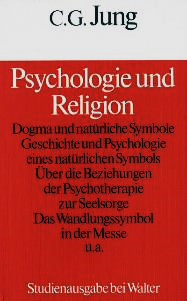 C.G. Jung
Psychologie und
Religion
Dogma und natürliche Symbole
Geschichte und Psychologie
eines natürlichen Symbols
Über die Beziehungen
der Psychotherapie
zur Seelsorge
Das Wandlungssymbol
in der Messe
u.a.
Studienausgabe bei Walter